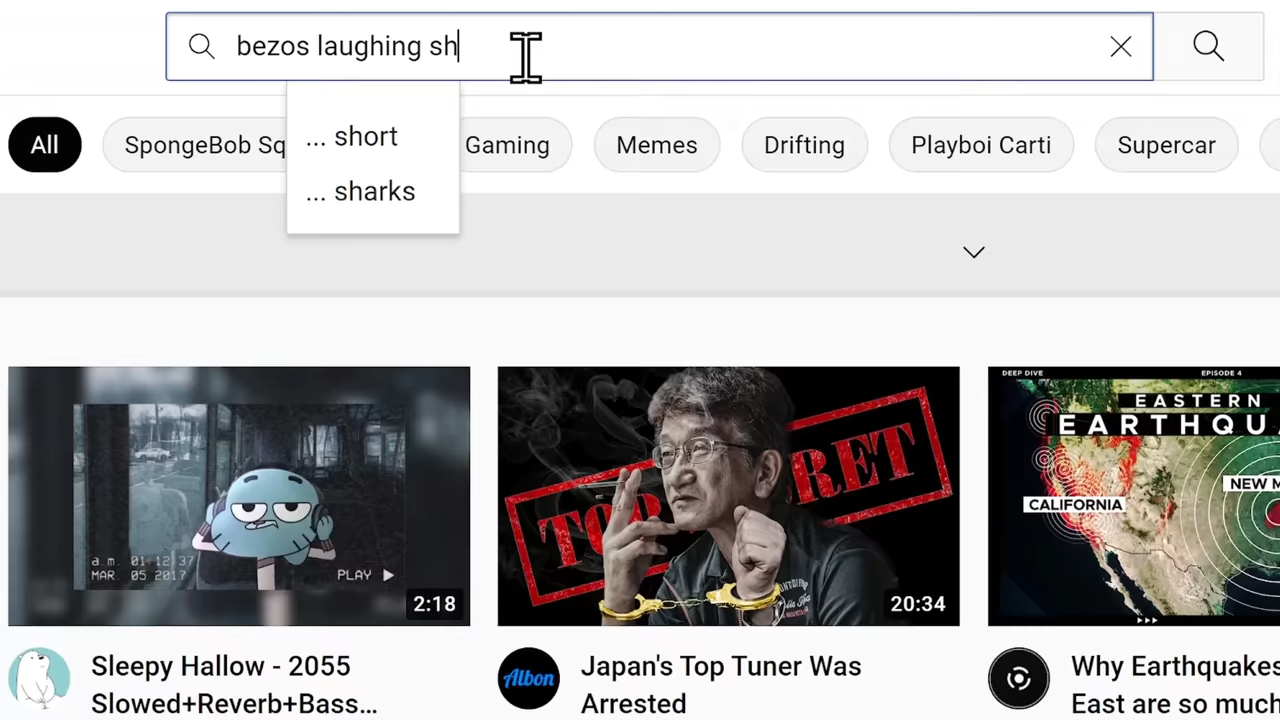 bezos laughing sh
... short
... sharks
All
SpongeBob Sq
Gaming
Memes
Drifting
Playboi Carti
Supercar
a.m. 01:12:37
MAR. 05 2017
PLAY
2:18
TOP
RET
20:34
DEEP DIVE
EPISODE 4
EASTERN
EARTHQU
CALIFORNIA
NEW M
Sleepy Hallow - 2055
Slowed+Reverb+Bass...
Albon
Japan's Top Tuner Was
Arrested
Why Earthquakes
East are so much